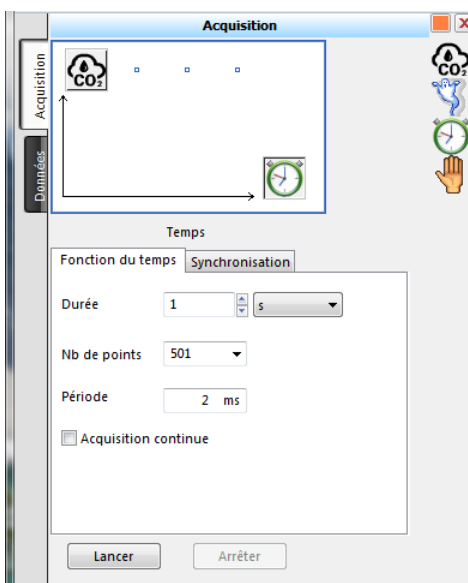 Acquisition
Acquisition
Données
CO2
CO2
Temps
Fonction du temps
Synchronisation
Durée
1
s
Nb de points
501
Période
2 ms
Acquisition continue
Lancer
Arrêter